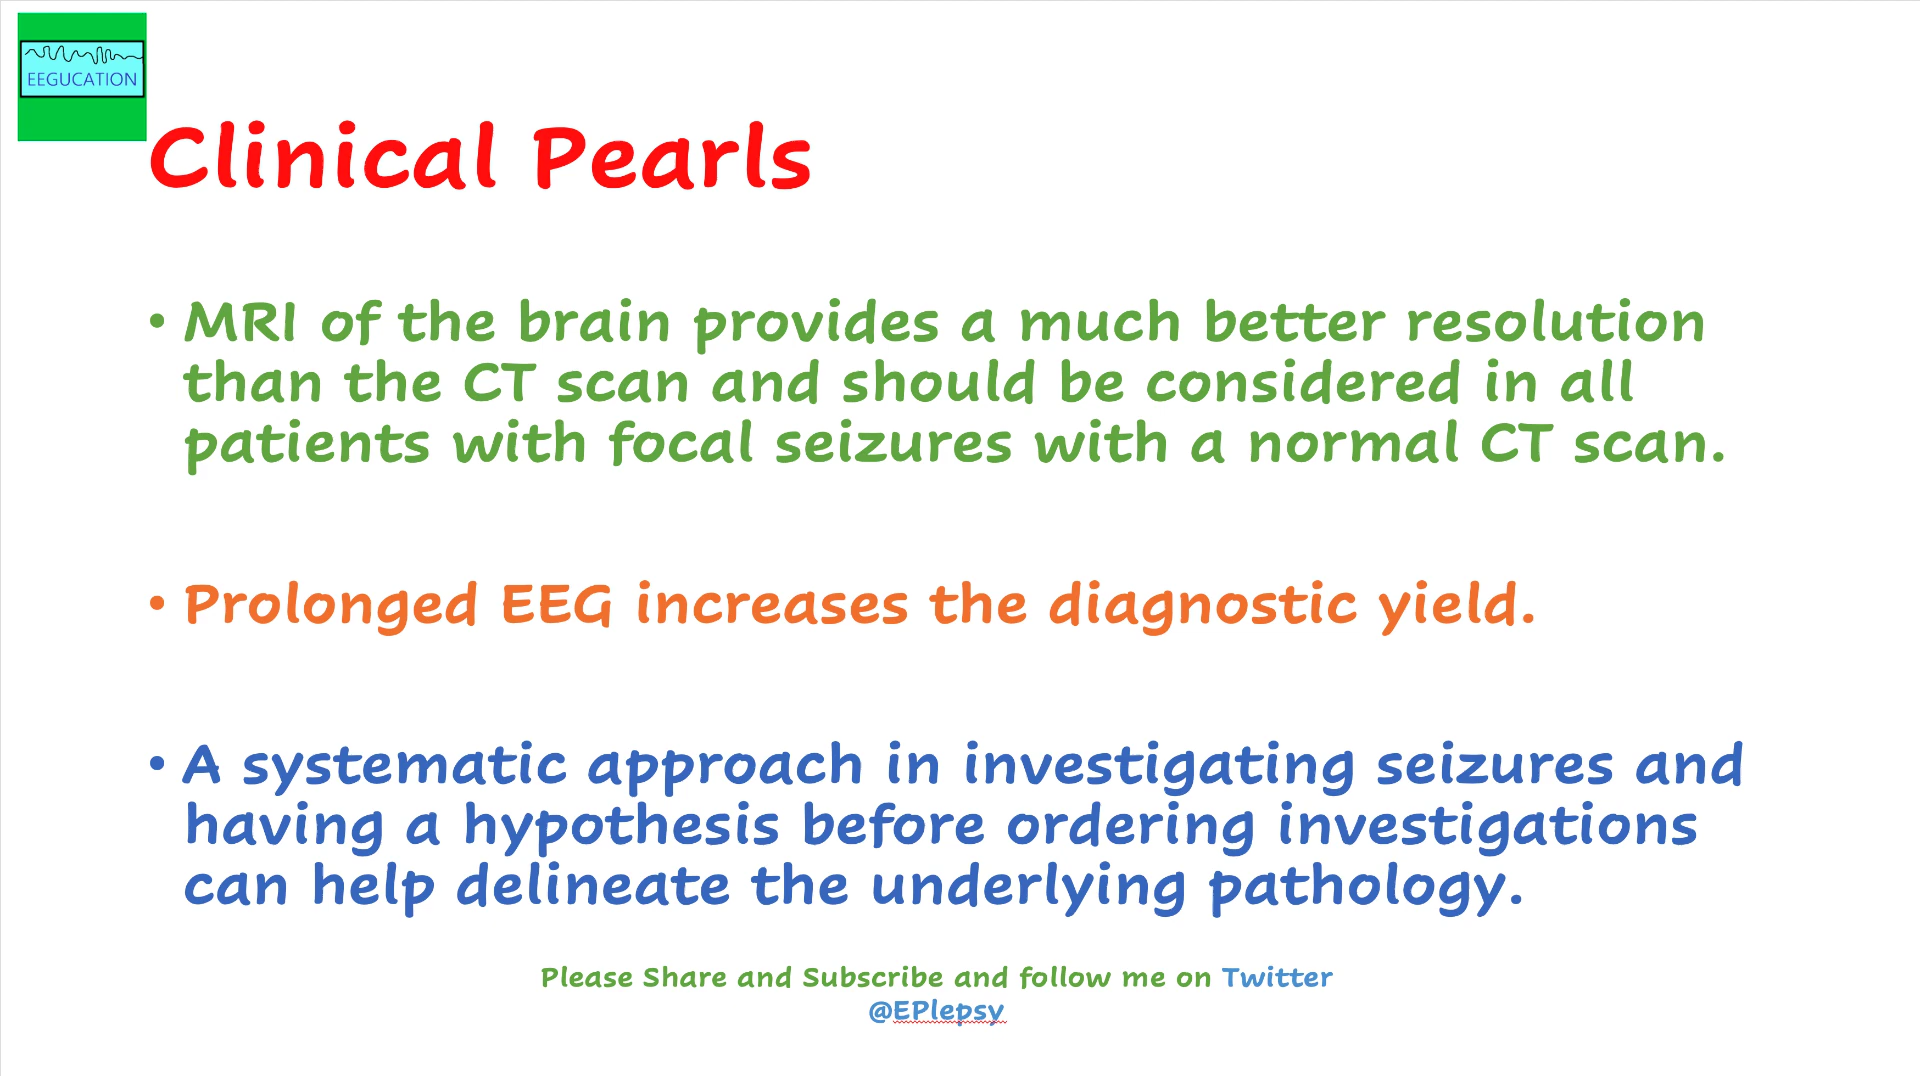 EEGUCATION
Clinical Pearls
• MRI of the brain provides a much better resolution
than the CT scan and should be considered in all
patients with focal seizures with a normal CT scan.
• Prolonged EEG increases the diagnostic yield.
• A systematic approach in investigating seizures and
having a hypothesis before ordering investigations
can help delineate the underlying pathology.
Please Share and Subscribe and follow me on Twitter
@EPlepsy